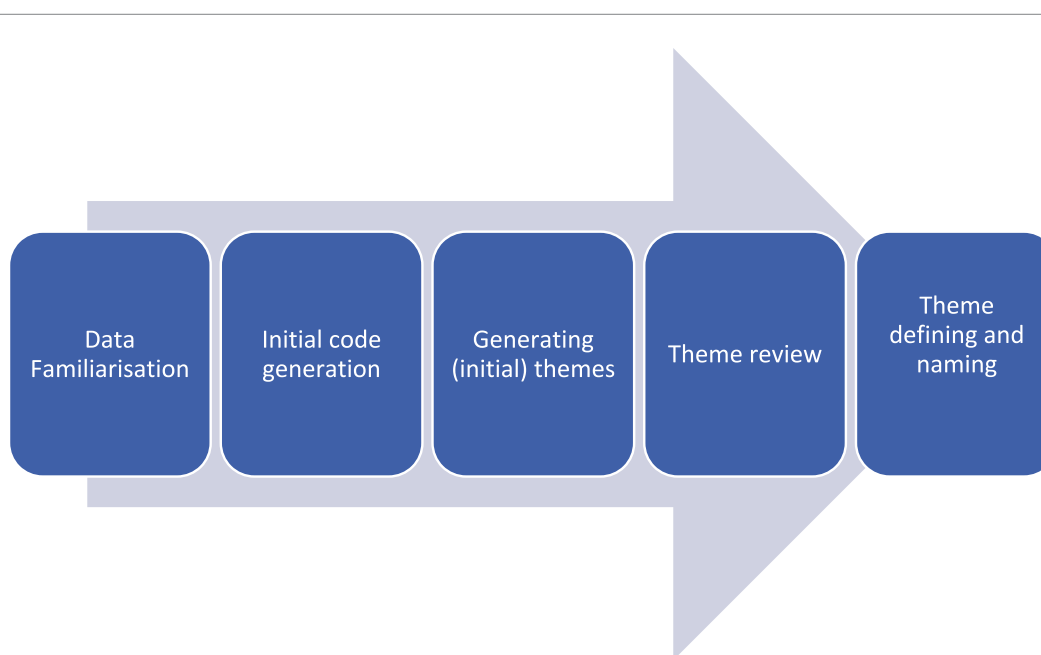 Data
Familiarisation
Initial code
generation
Generating
(initial) themes
Theme review
Theme
defining and
naming